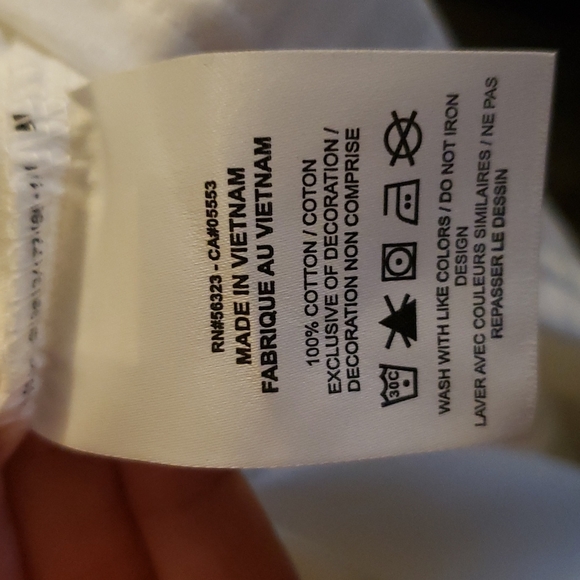 RN#56323 - CA#05553
MADE IN VIETNAM
FABRIQUE AU VIETNAM
100% COTTON / COTON
EXCLUSIVE OF DECORATION /
DECORATION NON COMPRISE
30C
WASH WITH LIKE COLORS / DO NOT IRON
DESIGN
LAVER AVEC COULEURS SIMILAIRES / NE PAS
REPASSER LE DESSIN